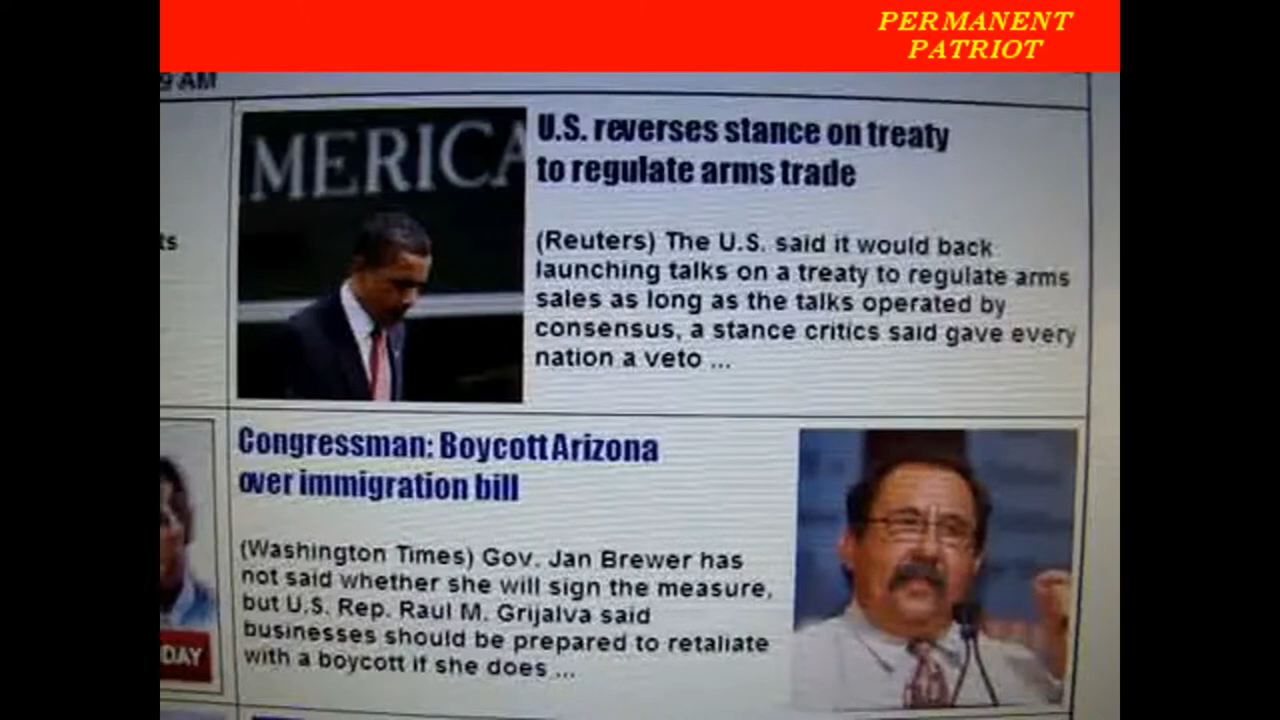 PERMANENT
PATRIOT
9 AM
MERICA
U.S. reverses stance on treaty
to regulate arms trade
ts
(Reuters) The U.S. said it would back
launching talks on a treaty to regulate arms
sales as long as the talks operated by
consensus, a stance critics said gave every
nation a veto ...
Congressman: Boycott Arizona
over immigration bill
(Washington Times) Gov. Jan Brewer has
not said whether she will sign the measure,
but U.S. Rep. Raul M. Grijalva said
businesses should be prepared to retaliate
with a boycott if she does ...
DAY